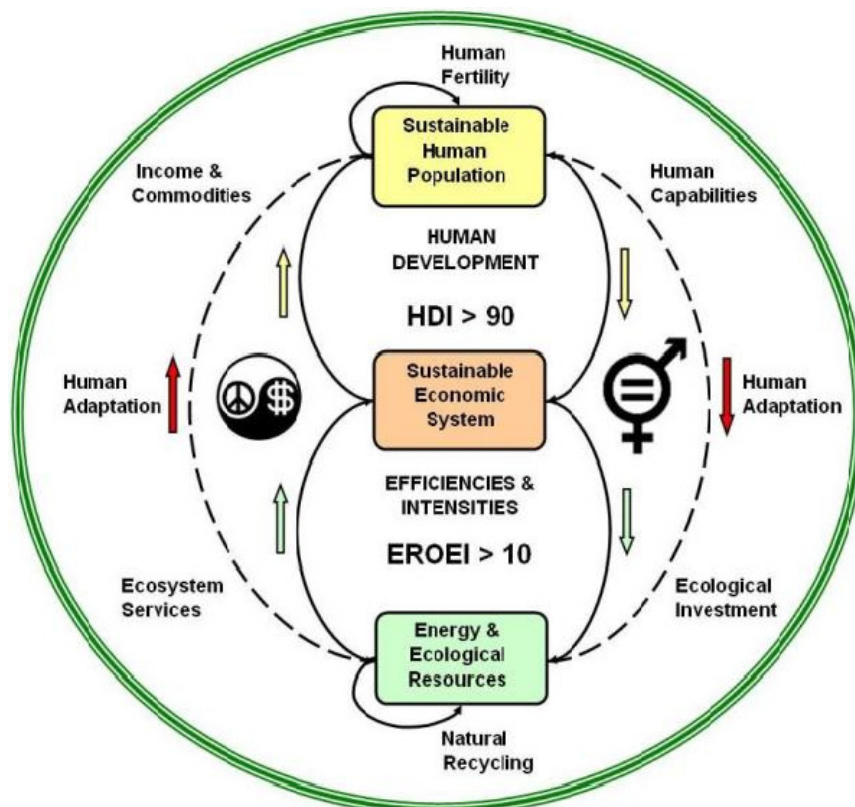 Human
Fertility
Sustainable
Human
Population
Income &
Commodities
Human
Capabilities
HUMAN
DEVELOPMENT
HDI > 90
Human
Adaptation
$
Sustainable
Economic
System
=
Human
Adaptation
EFFICIENCIES &
INTENSITIES
EROEI > 10
Ecosystem
Services
Ecological
Investment
Energy &
Ecological
Resources
Natural
Recycling